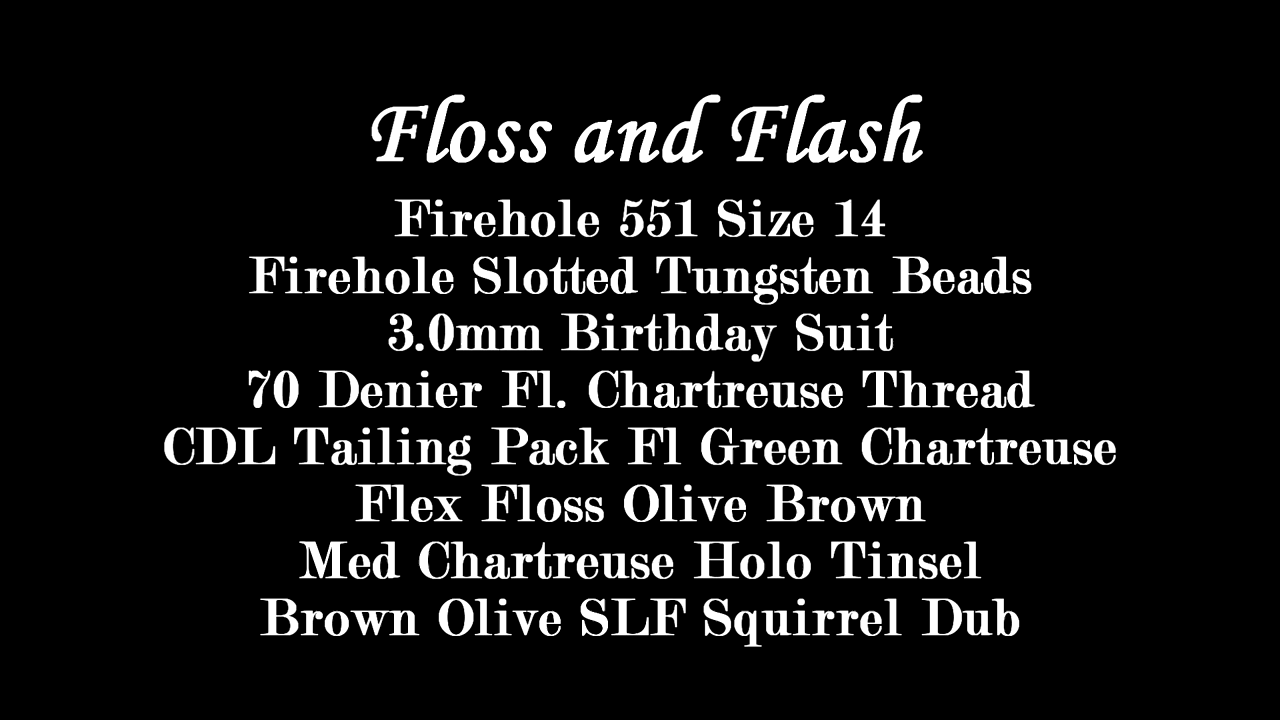 Floss and Flash
Firehole 551 Size 14
Firehole Slotted Tungsten Beads
3.0mm Birthday Suit
70 Denier Fl. Chartreuse Thread
CDL Tailing Pack Fl Green Chartreuse
Flex Floss Olive Brown
Med Chartreuse Holo Tinsel
Brown Olive SLF Squirrel Dub